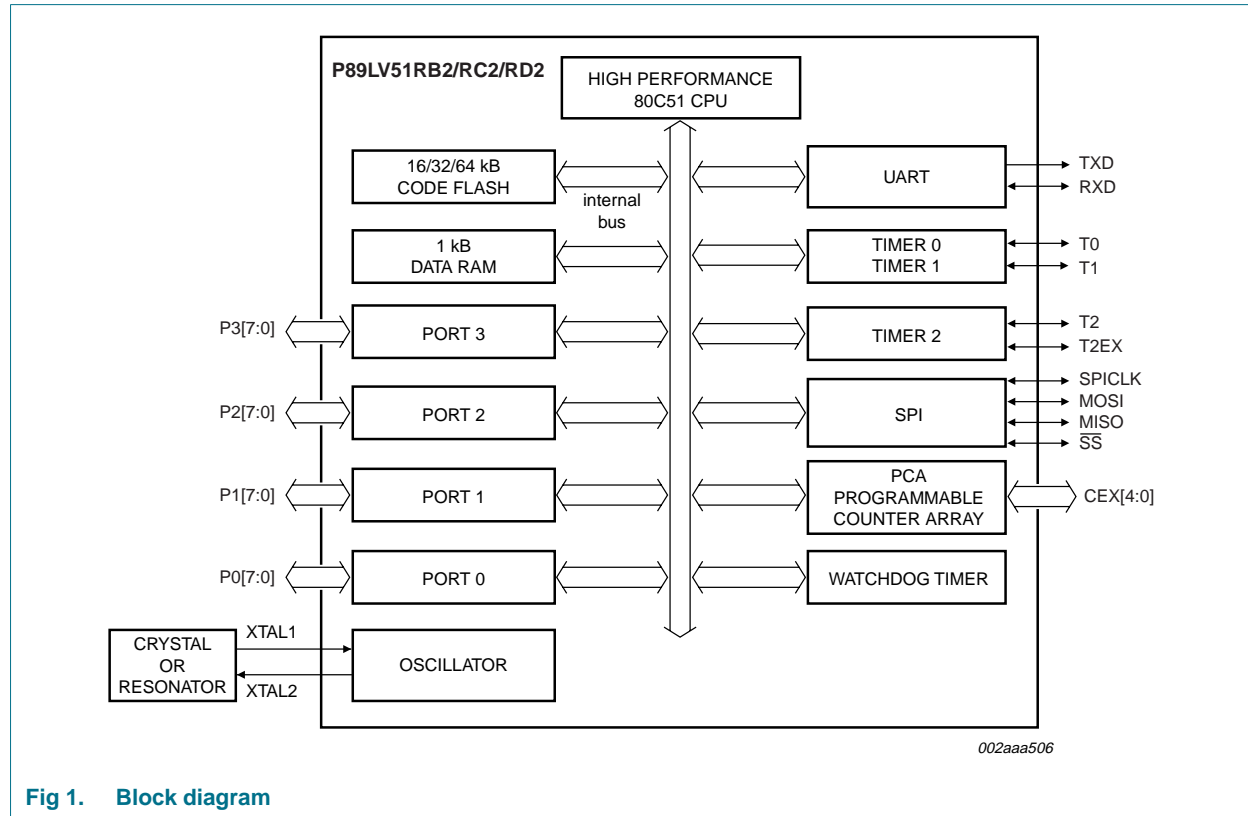 P89LV51RB2/RC2/RD2
HIGH PERFORMANCE
80C51 CPU
16/32/64 kB
CODE FLASH
internal
bus
UART
TXD
RXD
1 kB
DATA RAM
TIMER 0
TIMER 1
T0
T1
P3[7:0]
PORT 3
TIMER 2
T2
T2EX
P2[7:0]
PORT 2
SPI
SPICLK
MOSI
MISO
SS
P1[7:0]
PORT 1
PCA
PROGRAMMABLE
COUNTER ARRAY
CEX[4:0]
P0[7:0]
PORT 0
WATCHDOG TIMER
CRYSTAL
OR
RESONATOR
XTAL1
XTAL2
OSCILLATOR
002aaa506
Fig 1. Block diagram